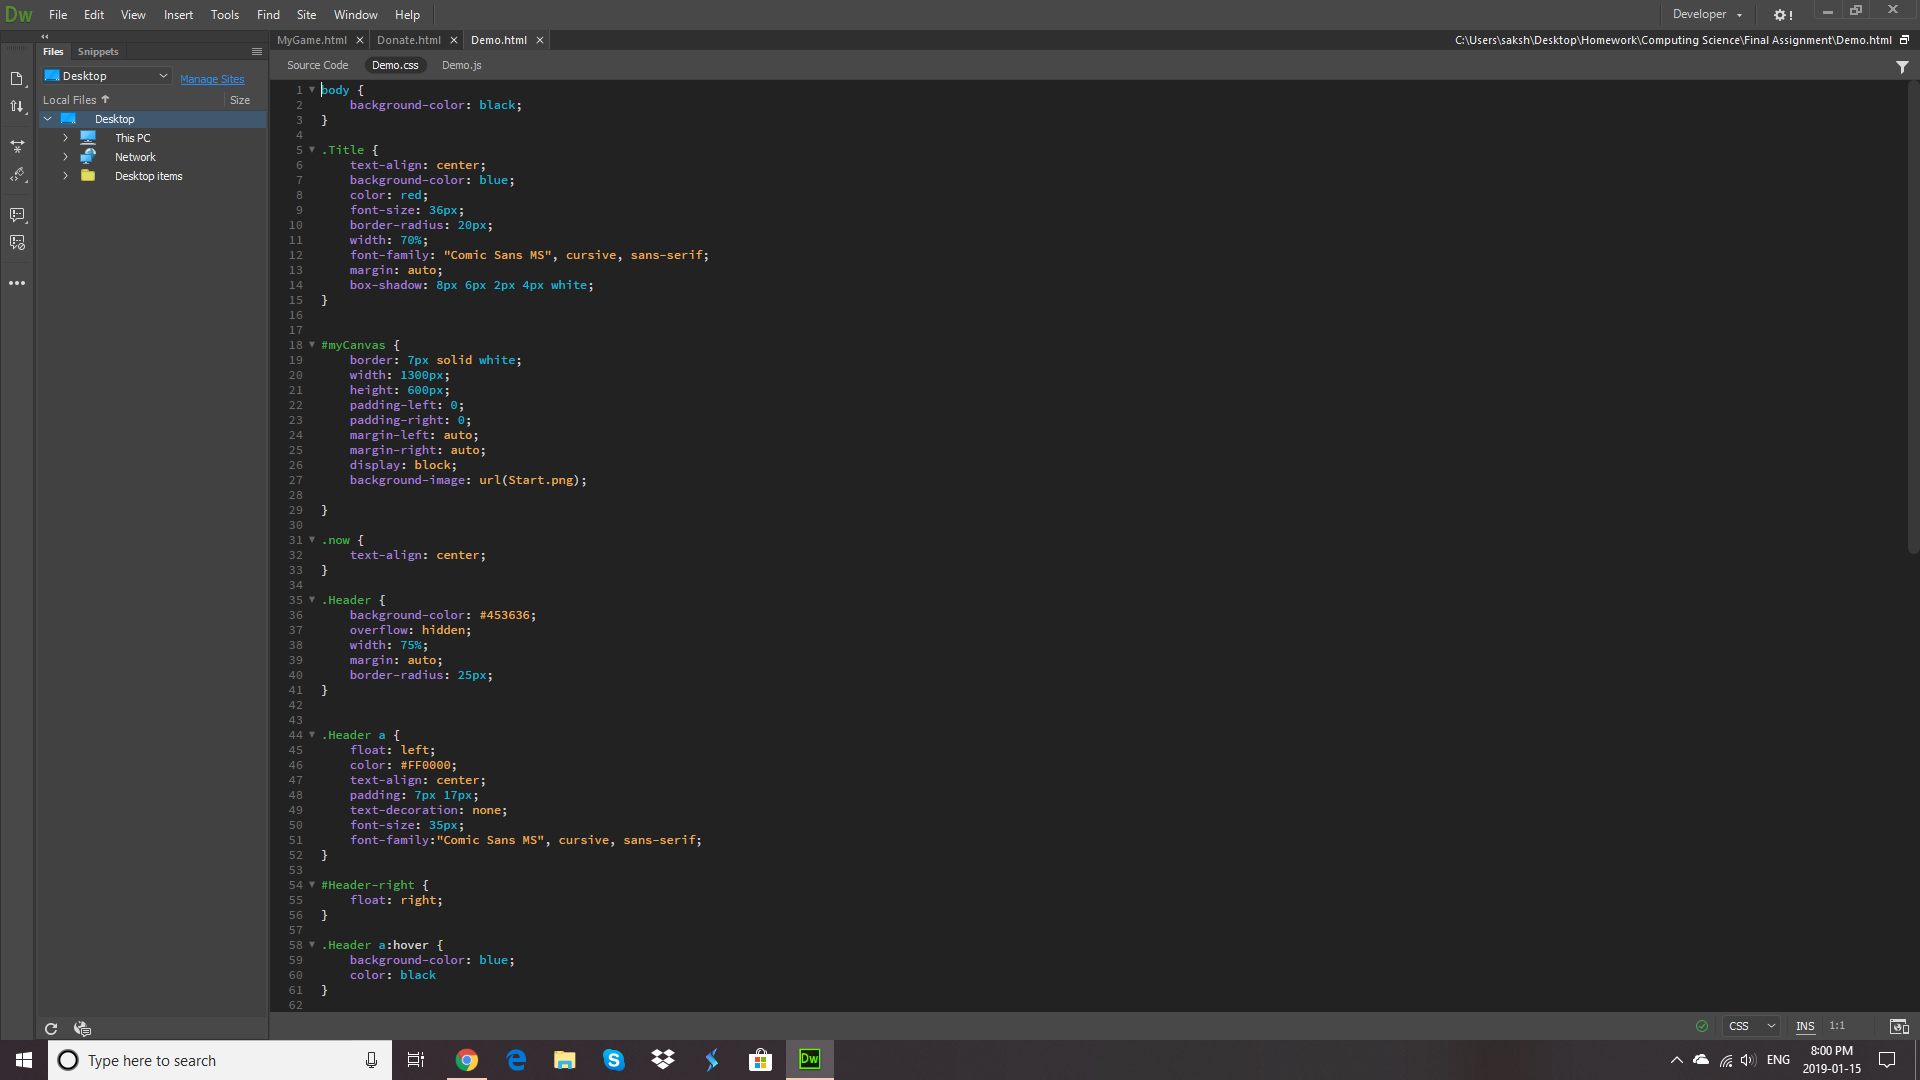 Dw File Edit View Insert Tools Find Site Window Help Developer
MyGame.html Donate.html Demo.html C:\Users\saksh\Desktop\Homework\Computing Science\Final Assignment\Demo.html
Files Snippets
Source Code Demo.css Demo.js
Desktop Manage Sites
Local Files Size
Desktop
This PC
Network
Desktop items
1 body {
2 background-color: black;
3 }
4
5 .Title {
6 text-align: center;
7 background-color: blue;
8 color: red;
9 font-size: 36px;
10 border-radius: 20px;
11 width: 70%;
12 font-family: "Comic Sans MS", cursive, sans-serif;
13 margin: auto;
14 box-shadow: 8px 6px 2px 4px white;
15 }
16
17
18 #myCanvas {
19 border: 7px solid white;
20 width: 1300px;
21 height: 600px;
22 padding-left: 0;
23 padding-right: 0;
24 margin-left: auto;
25 margin-right: auto;
26 display: block;
27 background-image: url(Start.png);
28
29 }
30
31 .now {
32 text-align: center;
33 }
34
35 .Header {
36 background-color: #453636;
37 overflow: hidden;
38 width: 75%;
39 margin: auto;
40 border-radius: 25px;
41 }
42
43
44 .Header a {
45 float: left;
46 color: #FF0000;
47 text-align: center;
48 padding: 7px 17px;
49 text-decoration: none;
50 font-size: 35px;
51 font-family:"Comic Sans MS", cursive, sans-serif;
52 }
53
54 #Header-right {
55 float: right;
56 }
57
58 .Header a:hover {
59 background-color: blue;
60 color: black
61 }
62
CSS INS 1:1
Type here to search
Dw
ENG
8:00 PM
2019-01-15